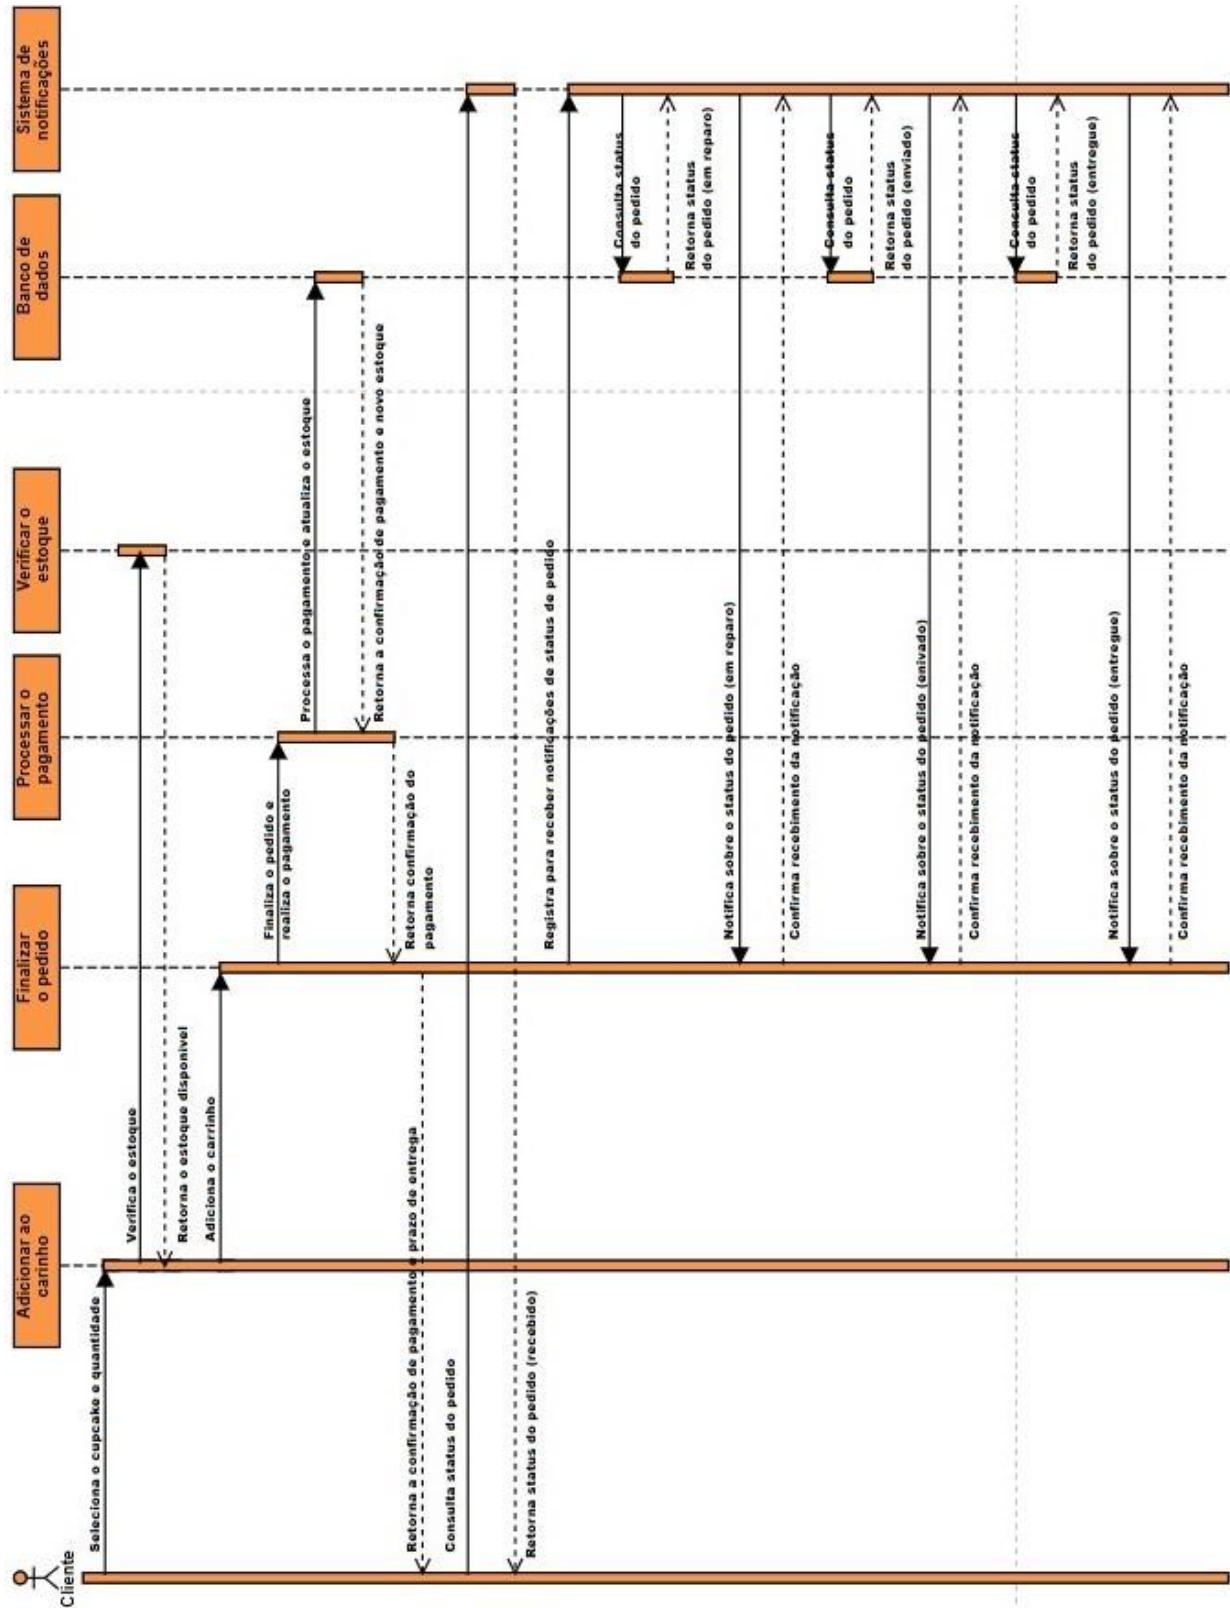 Cliente
Adicionar ao
carinho
Finalizar
o pedido
Processar o
pagamento
Verificar o
estoque
Banco de
dados
Sistema de
notificações
Seleciona o cupcake e quantidade
Verifica o estoque
Retorna o estoque disponivel
Adiciona o carrinho
Finaliza o pedido e
realiza o pagamento
Processa o pagamento e atualiza o estoque
Retorna a confirmação de pagamento e novo estoque
Retorna confirmação do
pagamento
Retorna a confirmação de pagamento e prazo de entrega
Consulta status do pedido
Retorna status do pedido (recebido)
Registra para receber notificações de status de pedido
Consulta status
do pedido
Retorna status
do pedido (em reparo)
Notifica sobre o status do pedido (em reparo)
Confirma recebimento da notificação
Consulta status
do pedido
Retorna status
do pedido (enviado)
Notifica sobre o status do pedido (enivado)
Confirma recebimento da notificação
Consulta status
do pedido
Retorna status
do pedido (entregue)
Notifica sobre o status do pedido (entregue)
Confirma recebimento da notificação